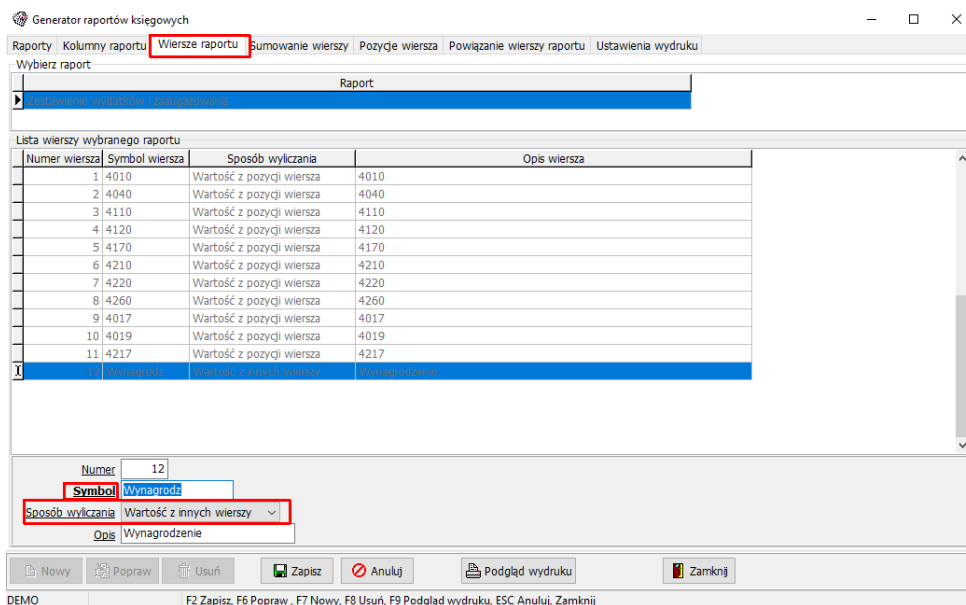 Generator raportów księgowych
Raporty Kolumny raportu Wiersze raportu Sumowanie wierszy Pozycje wiersza Powiązanie wierszy raportu Ustawienia wydruku
Wybierz raport
Raport
Zestawienie wydatków i zaangażowania
Lista wierszy wybranego raportu
Numer wiersza Symbol wiersza Sposób wyliczania Opis wiersza
1 4010 Wartość z pozycji wiersza 4010
2 4040 Wartość z pozycji wiersza 4040
3 4110 Wartość z pozycji wiersza 4110
4 4120 Wartość z pozycji wiersza 4120
5 4170 Wartość z pozycji wiersza 4170
6 4210 Wartość z pozycji wiersza 4210
7 4220 Wartość z pozycji wiersza 4220
8 4260 Wartość z pozycji wiersza 4260
9 4017 Wartość z pozycji wiersza 4017
10 4019 Wartość z pozycji wiersza 4019
11 4217 Wartość z pozycji wiersza 4217
12 Wynagrodz Wartość z innych wierszy Wynagrodzenie
Numer 12
Symbol Wynagrodz
Sposób wyliczania Wartość z innych wierszy
Opis Wynagrodzenie
Nowy Popraw Usuń Zapisz Anuluj Podgląd wydruku Zamknij
DEMO F2 Zapisz, F6 Popraw , F7 Nowy, F8 Usuń, F9 Podgląd wydruku, ESC Anuluj, Zamknij